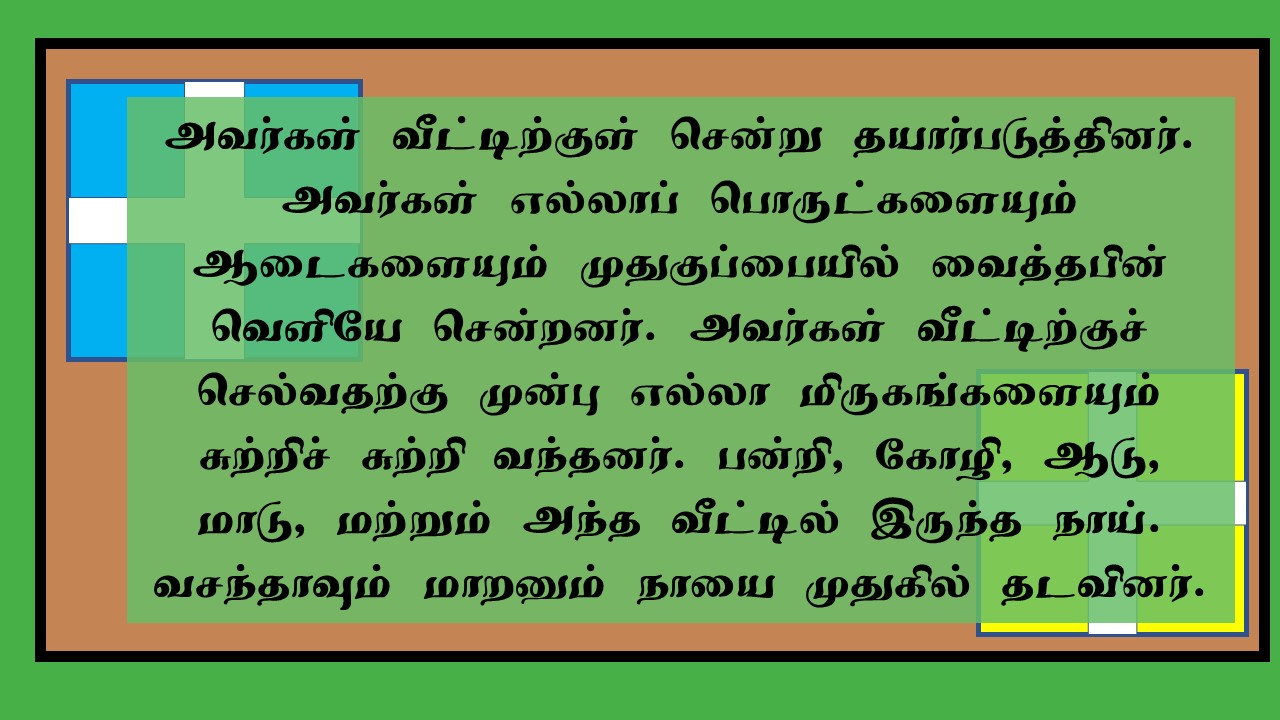 அவர்கள் வீட்டிற்குள் சென்று தயார்படுத்தினர்.
அவர்கள் எல்லாப் பொருட்களையும்
ஆடைகளையும் முதுகுப்பையில் வைத்தபின்
வெளியே சென்றனர். அவர்கள் வீட்டிற்குச்
செல்வதற்கு முன்பு எல்லா மிருகங்களையும்
சுற்றிச் சுற்றி வந்தனர். பன்றி, கோழி, ஆடு,
மாடு, மற்றும் அந்த வீட்டில் இருந்த நாய்.
வசந்தாவும் மாறனும் நாயை முதுகில் தடவினர்.